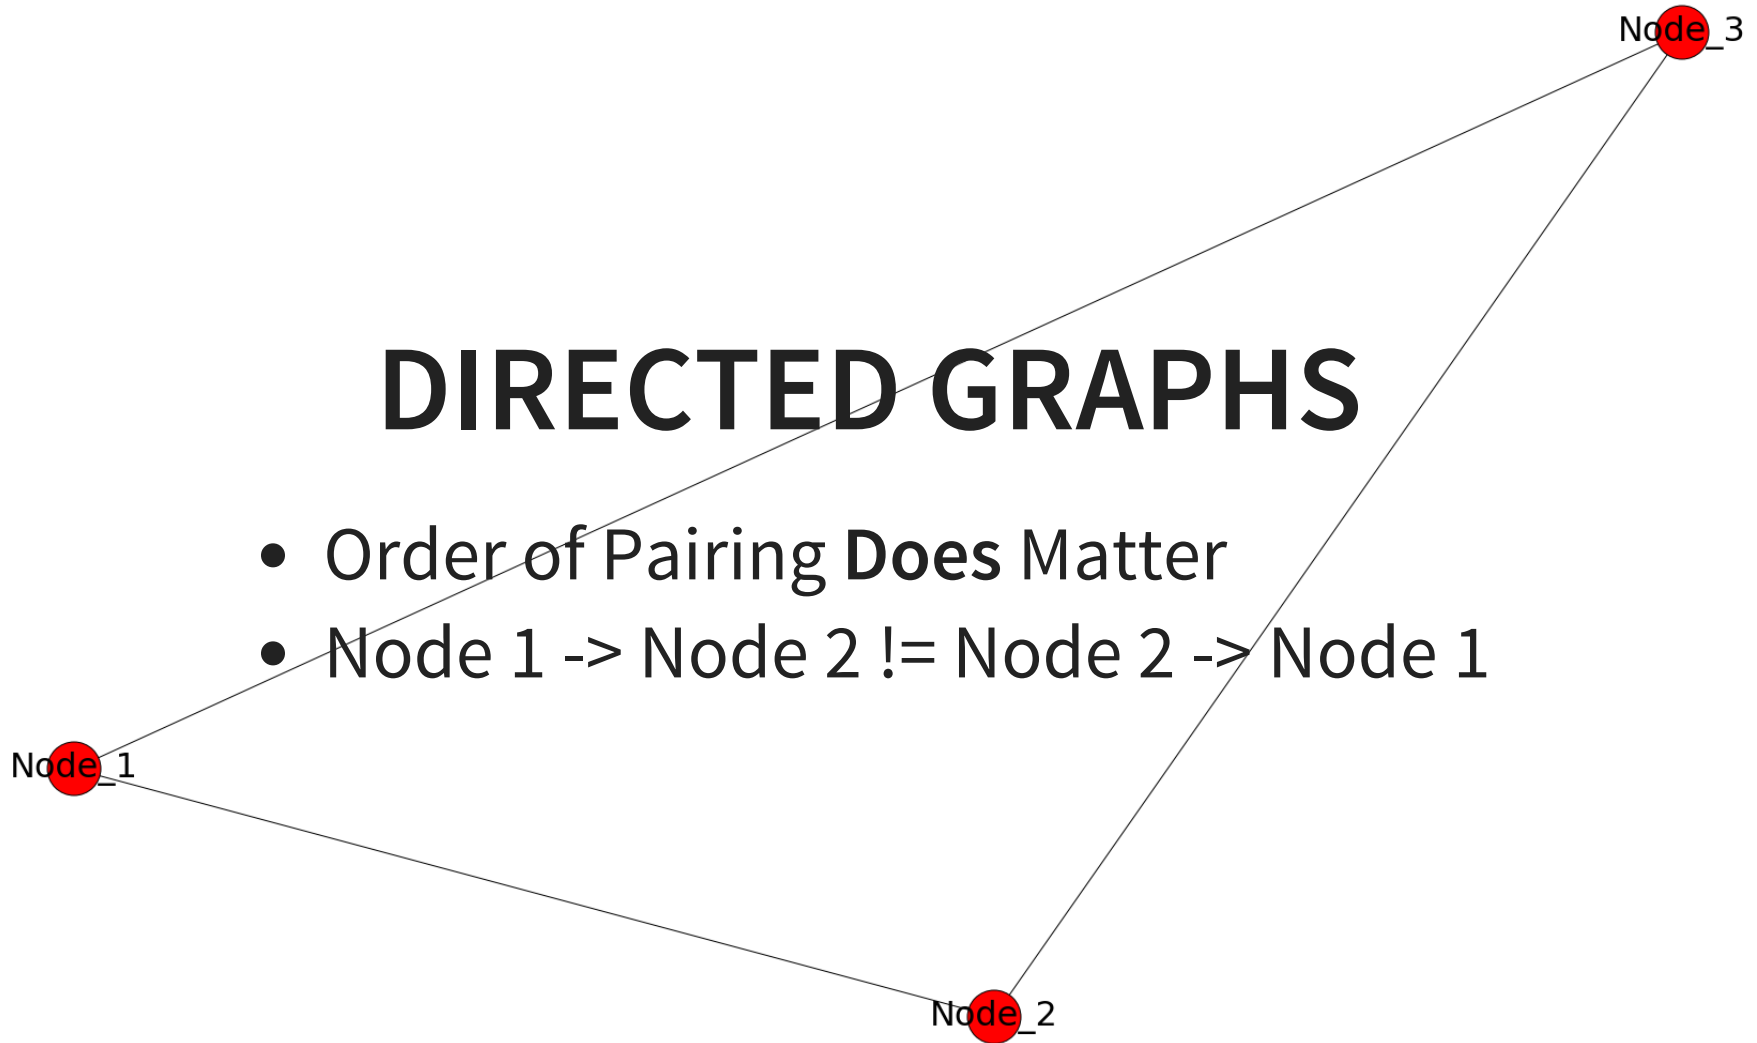 Node_3
DIRECTED GRAPHS
• Order of Pairing Does Matter
• Node 1 -> Node 2 != Node 2 -> Node 1
Node_1
Node_2